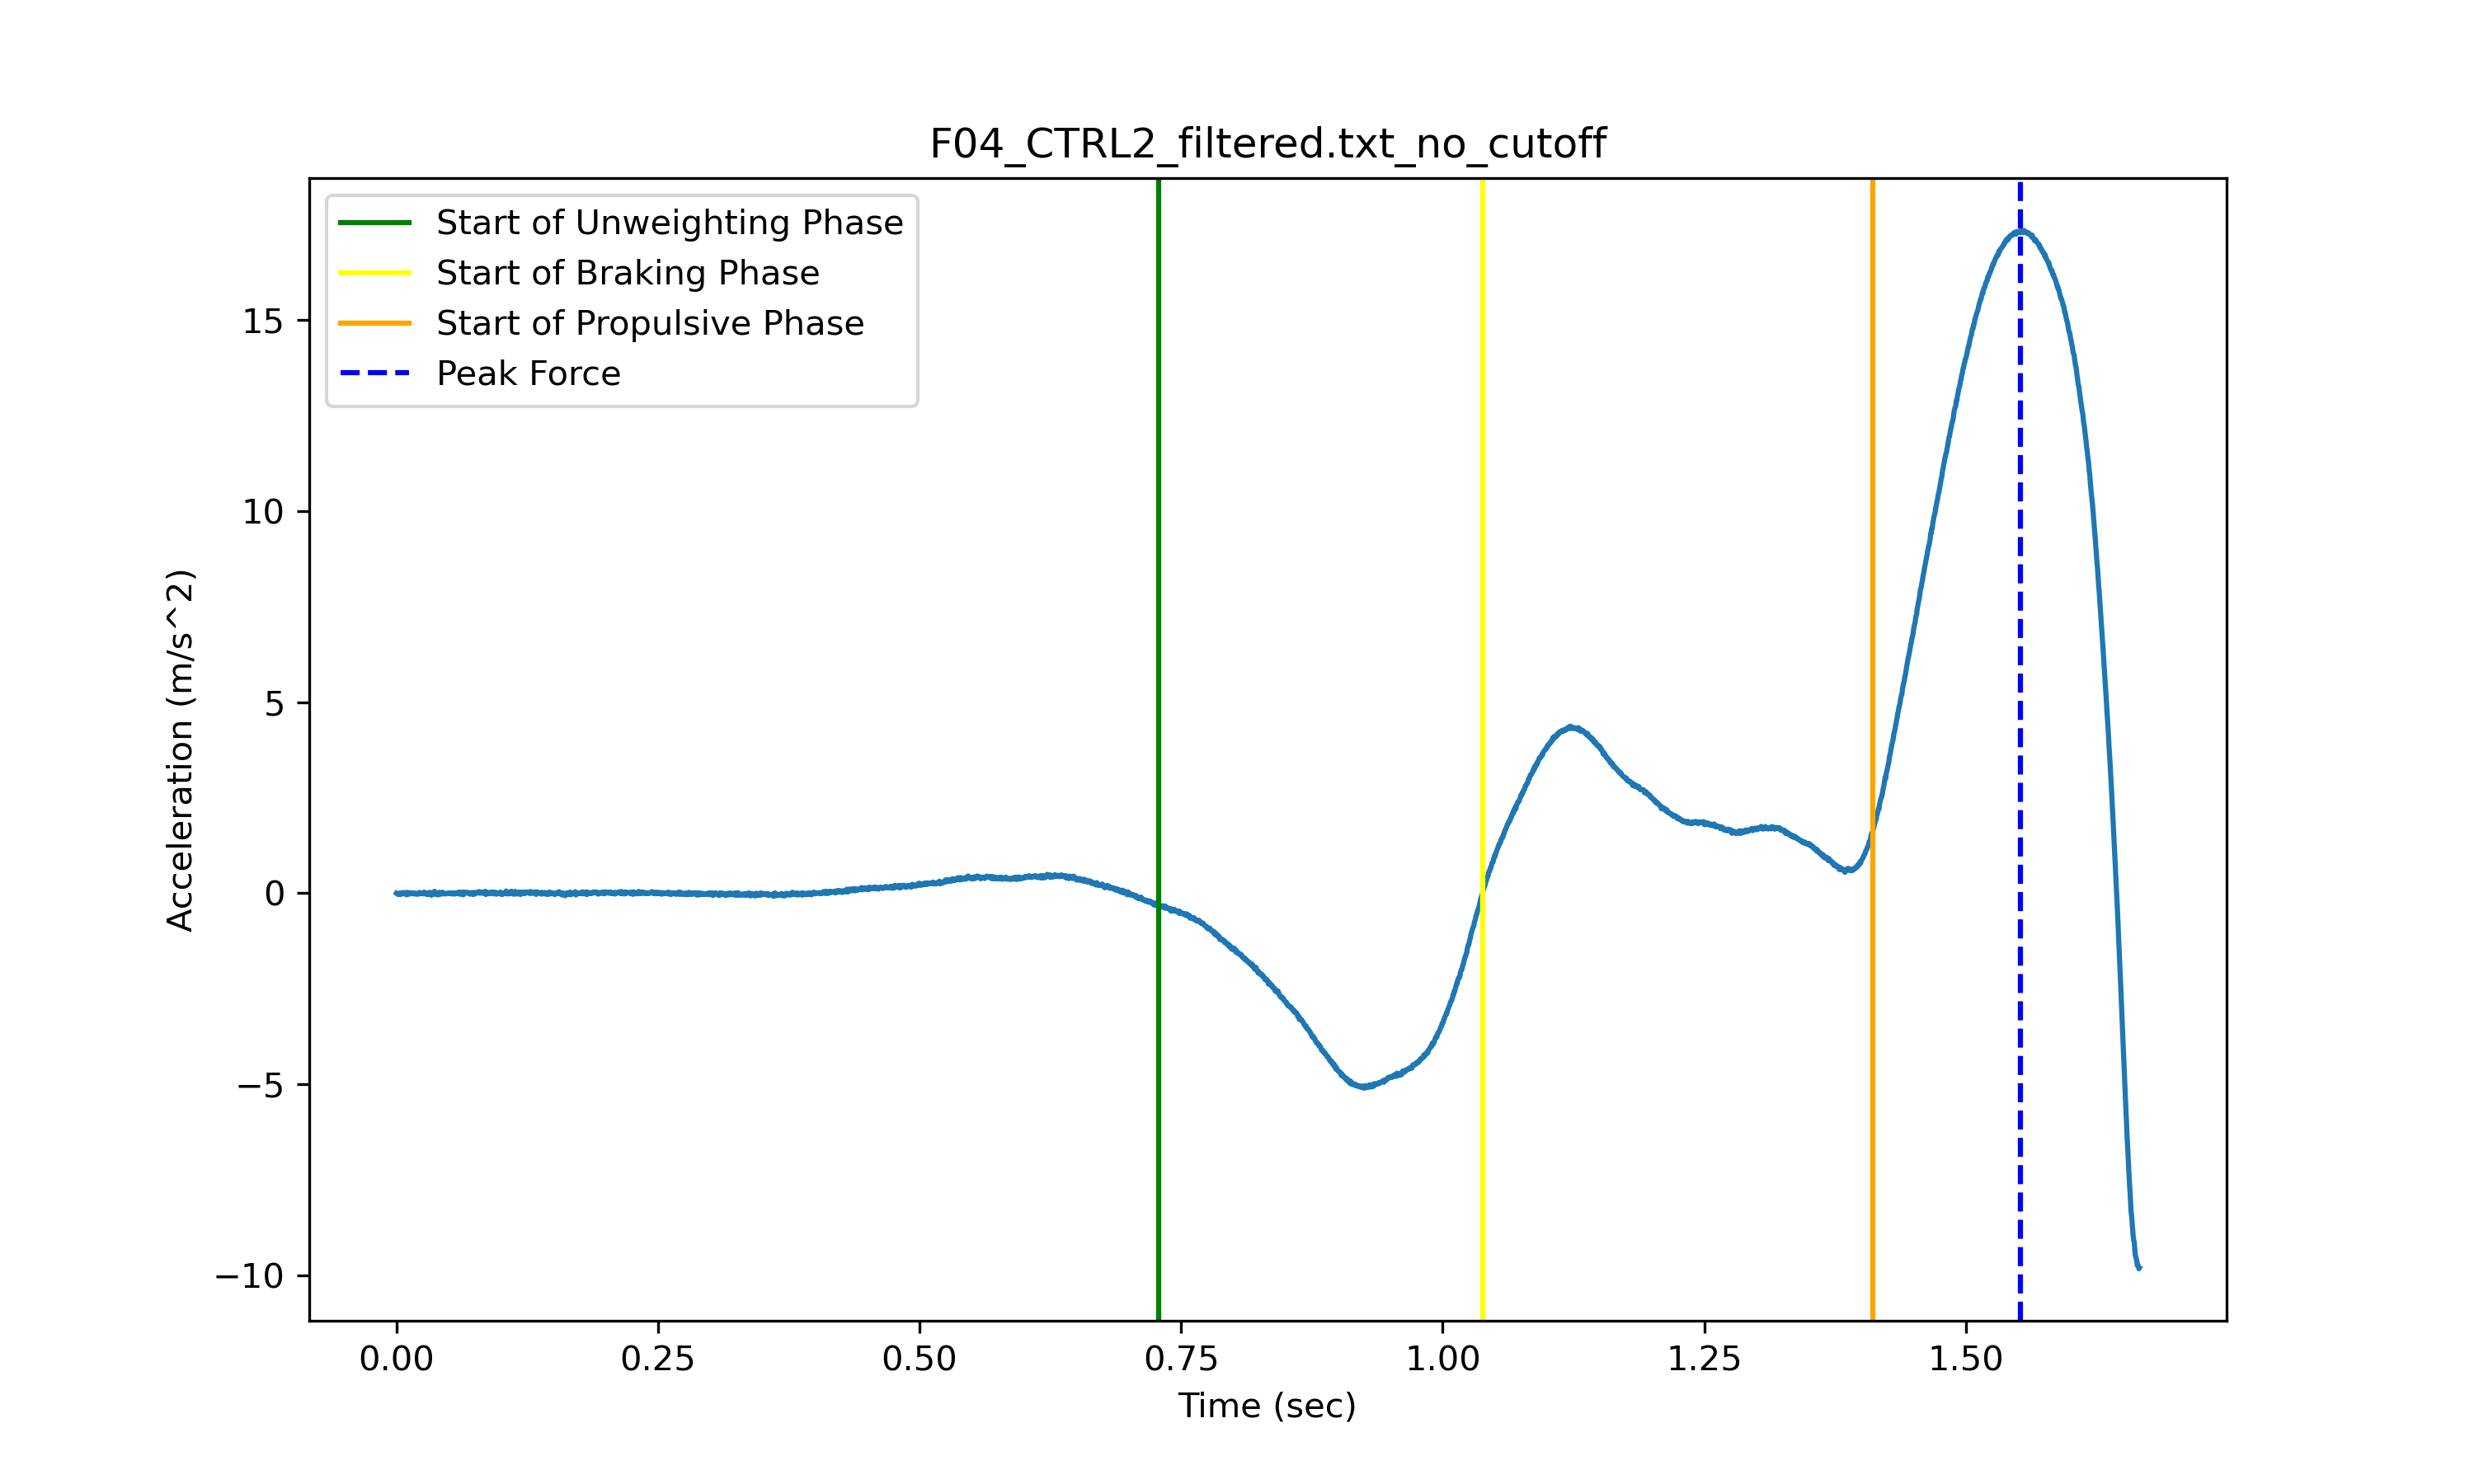 F04_CTRL2_filtered.txt_no_cutoff
Start of Unweighting Phase
Start of Braking Phase
Start of Propulsive Phase
Peak Force
15
10
5
0
−5
−10
Acceleration (m/s^2)
0.00 0.25 0.50 0.75 1.00 1.25 1.50
Time (sec)